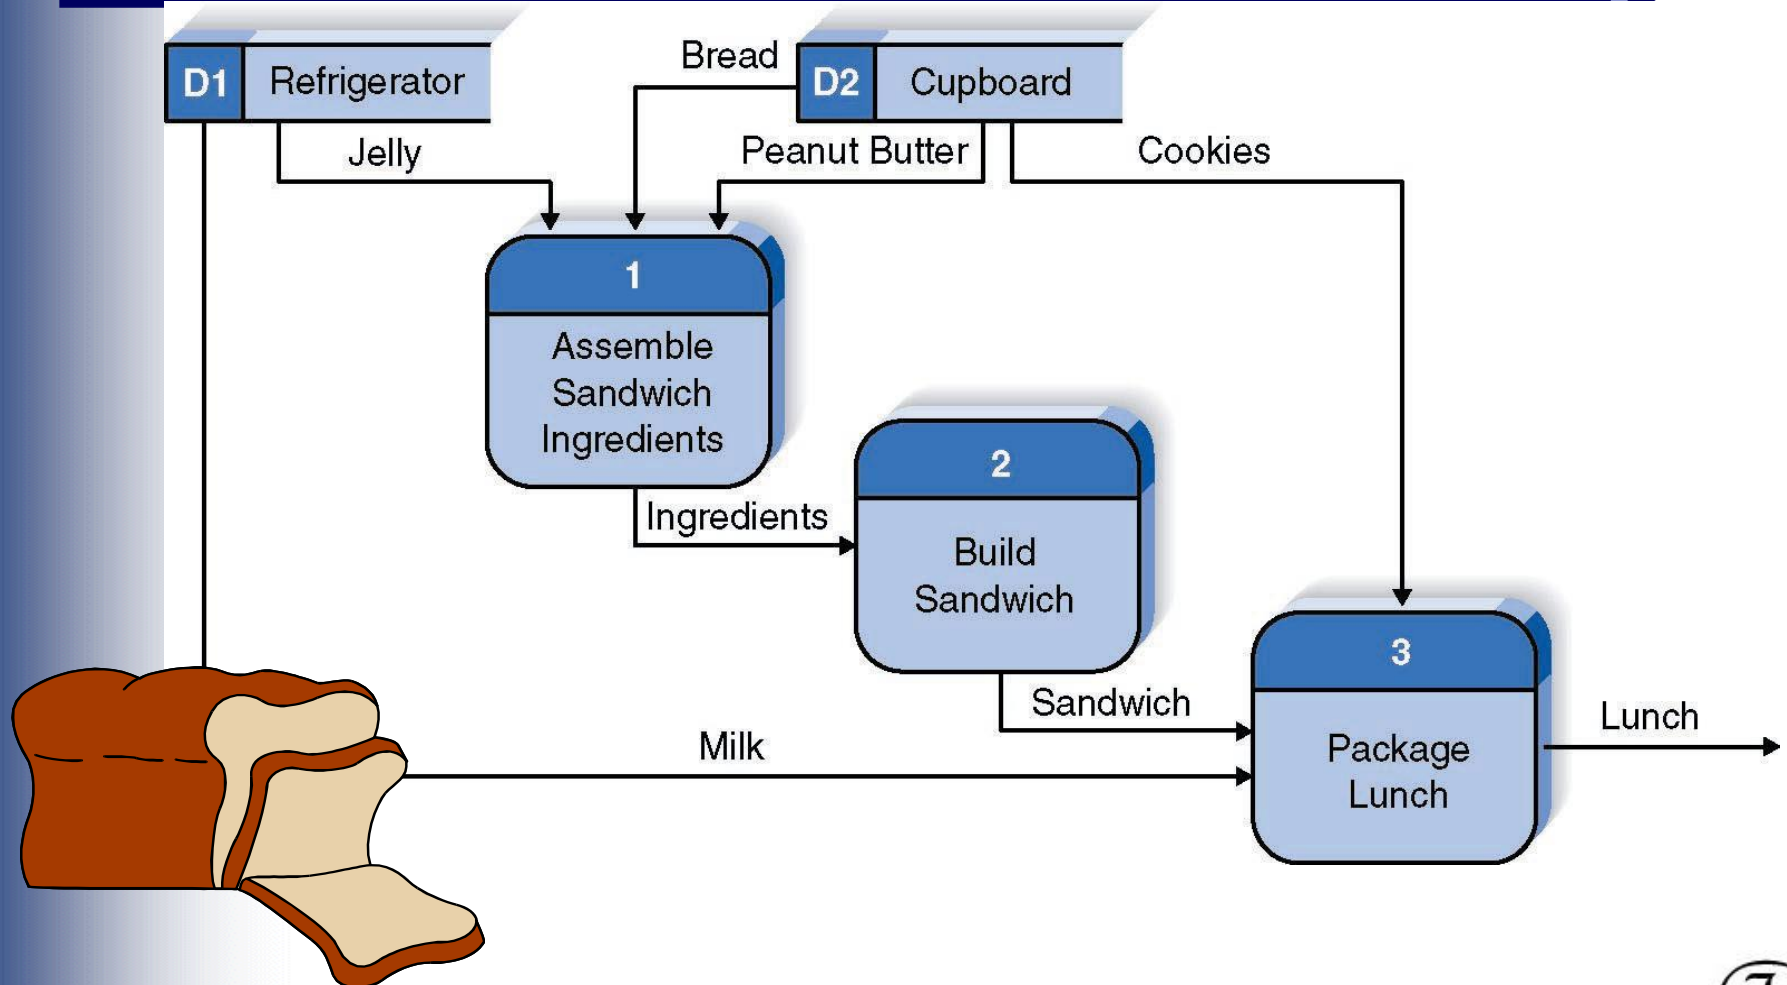 D1 Refrigerator
Bread
D2 Cupboard
Jelly
Peanut Butter
Cookies
1
Assemble
Sandwich
Ingredients
Ingredients
2
Build
Sandwich
Sandwich
Milk
3
Package
Lunch
Lunch